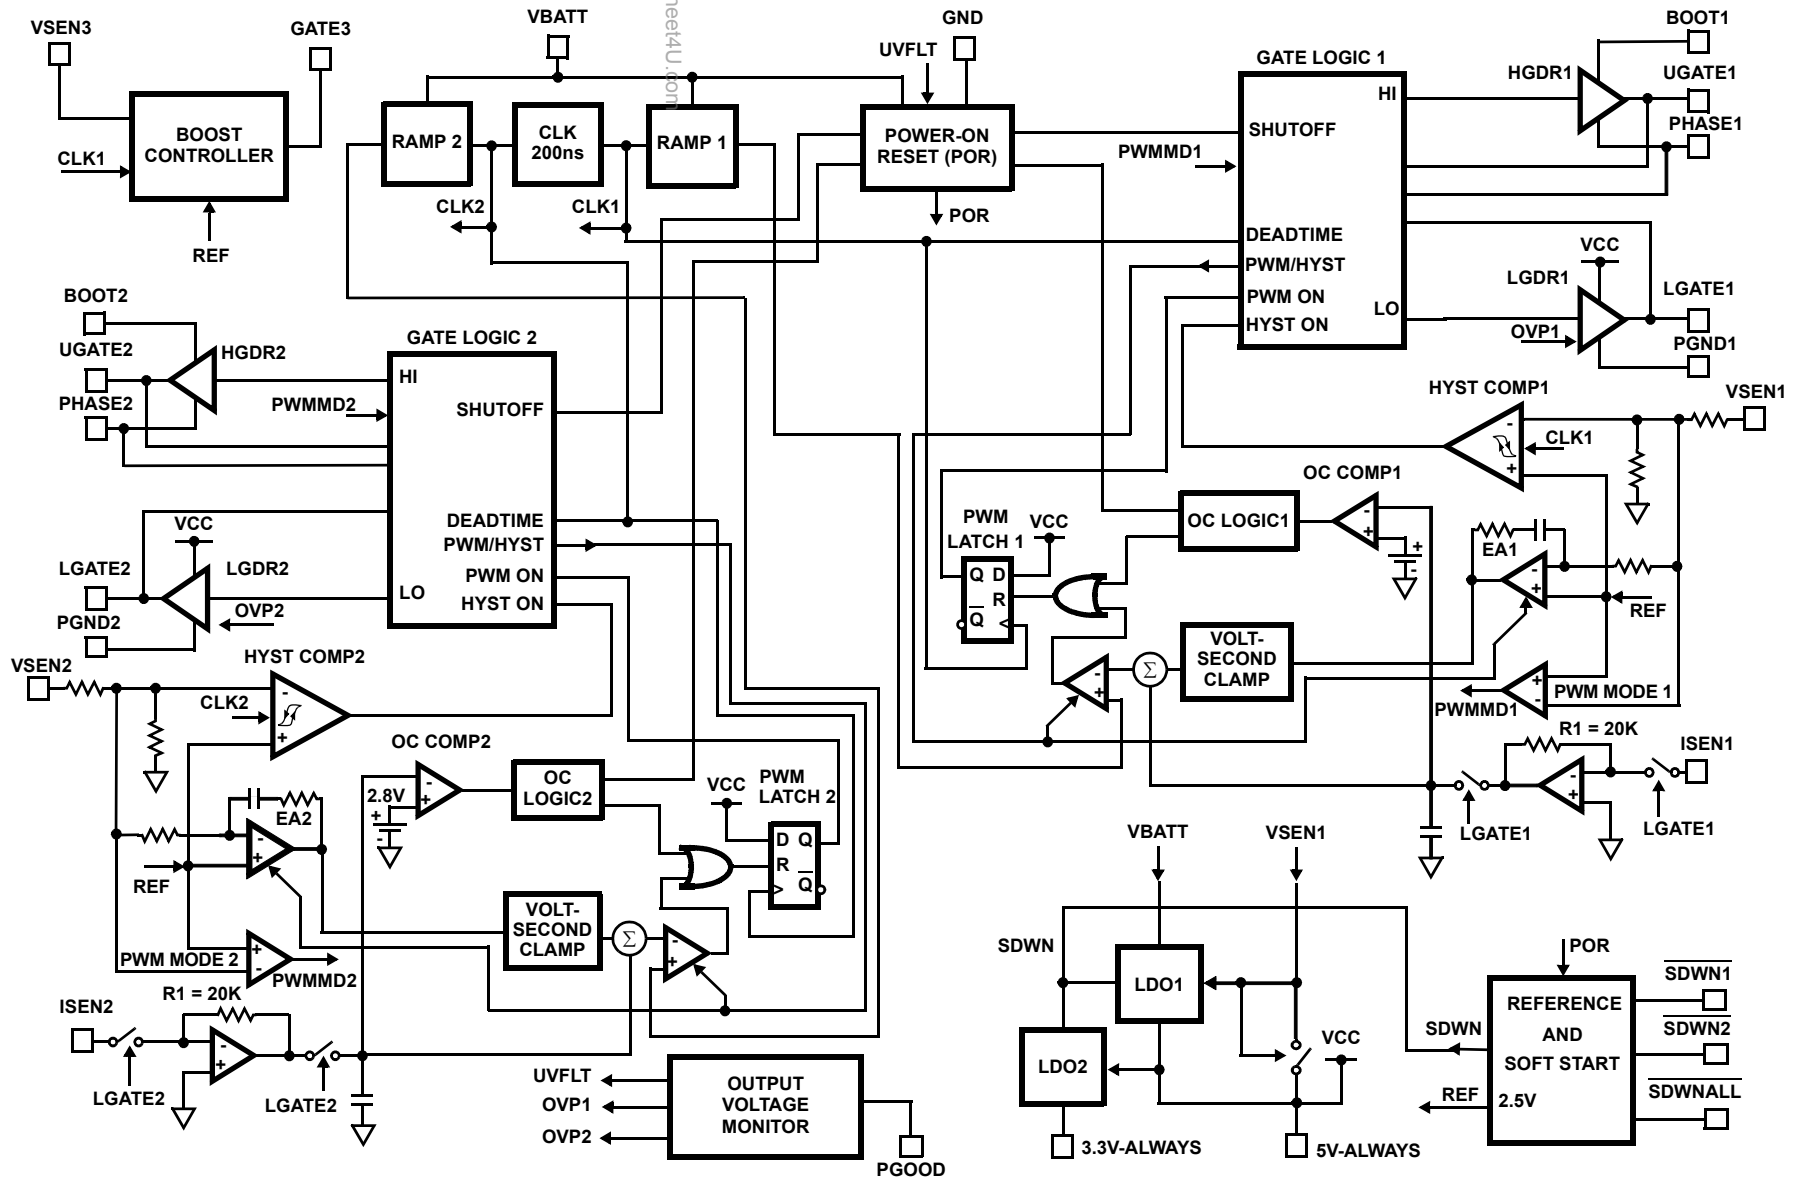 VSEN3
GATE3
BOOST
CONTROLLER
CLK1
REF
VBATT
heet4U.com
RAMP 2
CLK
200ns
RAMP 1
CLK2
CLK1
UVFLT
GND
POWER-ON
RESET (POR)
POR
GATE LOGIC 1
HI
SHUTOFF
PWMMD1
DEADTIME
PWM/HYST
PWM ON
HYST ON
LO
BOOT1
HGDR1
UGATE1
PHASE1
VCC
LGDR1
LGATE1
OVP1
PGND1
BOOT2
UGATE2
HGDR2
PHASE2
PWMMD2
GATE LOGIC 2
HI
SHUTOFF
DEADTIME
PWM/HYST
PWM ON
HYST ON
LO
VCC
LGATE2
LGDR2
OVP2
PGND2
HYST COMP1
VSEN1
-
CLK1
+
OC COMP1
OC LOGIC1
-
+
+
-
PWM
LATCH 1
VCC
Q D
R
Q
<
EA1
-
+
REF
VOLT-
SECOND
CLAMP
Σ
-
+
+
-
PWM MODE 1
PWMMD1
R1 = 20K
ISEN1
-
+
LGATE1
LGATE1
VSEN2
HYST COMP2
-
CLK2
+
OC COMP2
2.8V
-
+
+
-
OC
LOGIC2
VCC
PWM
LATCH 2
D Q
R
Q
>
EA2
-
+
REF
VOLT-
SECOND
CLAMP
Σ
-
+
PWM MODE 2
+
-
PWMMD2
ISEN2
R1 = 20K
-
+
LGATE2
LGATE2
UVFLT
OVP1
OVP2
OUTPUT
VOLTAGE
MONITOR
PGOOD
VBATT
VSEN1
SDWN
LDO1
LDO2
VCC
3.3V-ALWAYS
5V-ALWAYS
POR
REFERENCE
AND
SOFT START
2.5V
SDWN
REF
SDWN1
SDWN2
SDWNALL